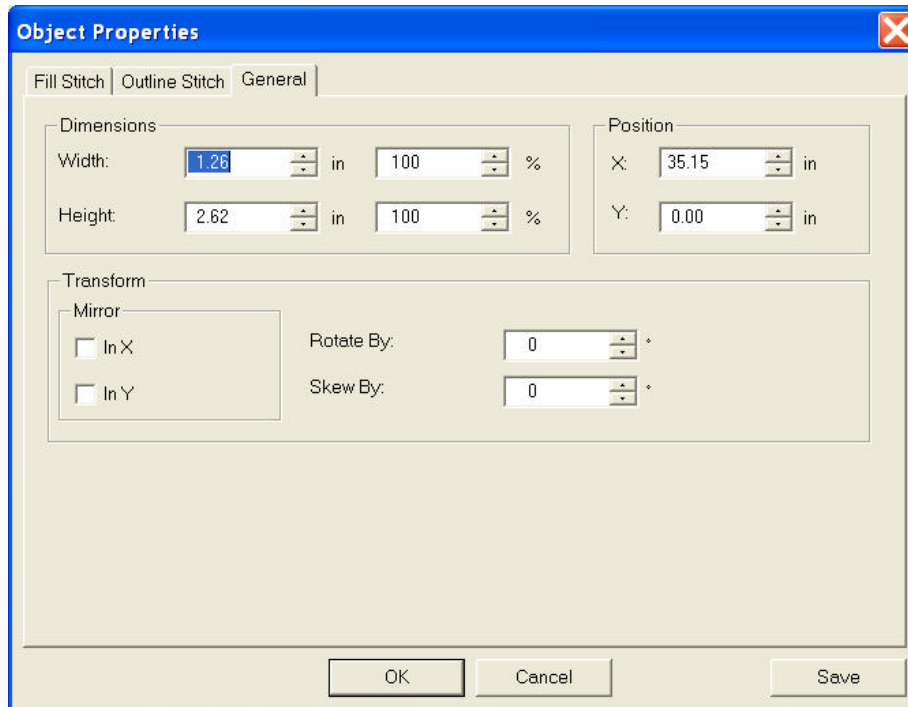 Object Properties
Fill Stitch Outline Stitch General
Dimensions Position
Width: 1.26 in 100 % X: 35.15 in
Height: 2.62 in 100 % Y: 0.00 in
Transform
Mirror
In X Rotate By: 0 °
In Y Skew By: 0 °
OK Cancel Save